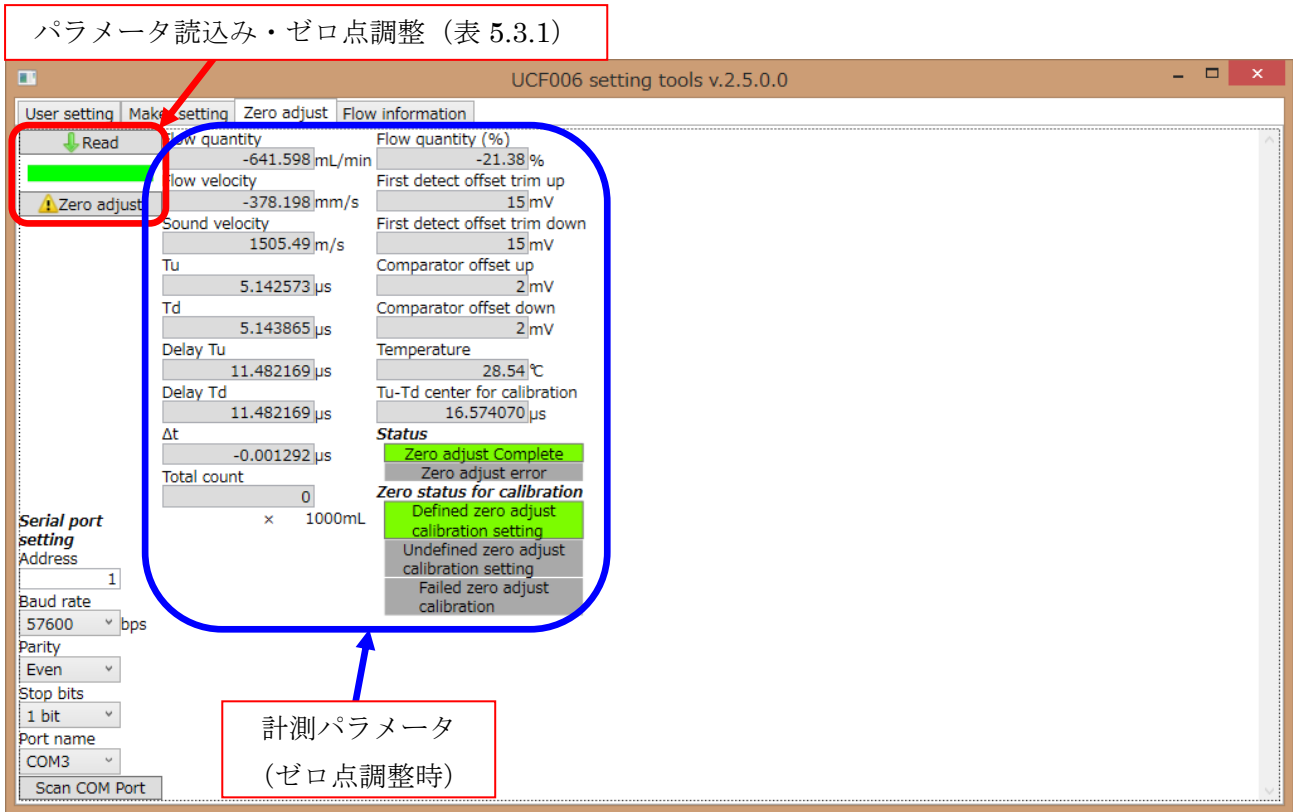 パラメータ読込み・ゼロ点調整（表 5.3.1）
UCF006 setting tools v.2.5.0.0
User setting Maker setting Zero adjust Flow information
Read
Zero adjust
Flow quantity
-641.598 mL/min
Flow velocity
-378.198 mm/s
Sound velocity
1505.49 m/s
Tu
5.142573 µs
Td
5.143865 µs
Delay Tu
11.482169 µs
Delay Td
11.482169 µs
Δt
-0.001292 µs
Total count
0
× 1000mL
Flow quantity (%)
-21.38 %
First detect offset trim up
15 mV
First detect offset trim down
15 mV
Comparator offset up
2 mV
Comparator offset down
2 mV
Temperature
28.54 ℃
Tu-Td center for calibration
16.574070 µs
Status
Zero adjust Complete
Zero adjust error
Zero status for calibration
Defined zero adjust
calibration setting
Undefined zero adjust
calibration setting
Failed zero adjust
calibration
Serial port
setting
Address
1
Baud rate
57600 bps
Parity
Even
Stop bits
1 bit
Port name
COM3
Scan COM Port
計測パラメータ
（ゼロ点調整時）